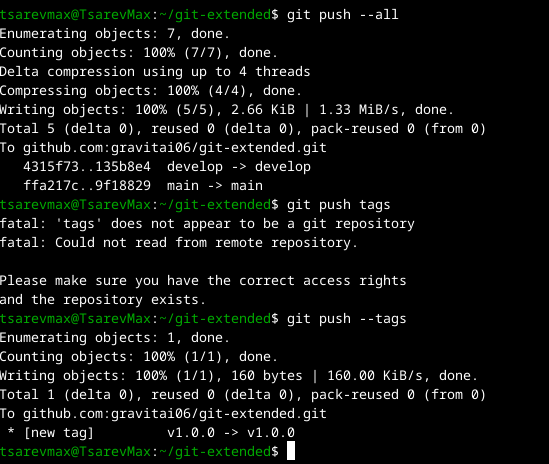 tsarevmax@TsarevMax:~/git-extended$ git push --all
Enumerating objects: 7, done.
Counting objects: 100% (7/7), done.
Delta compression using up to 4 threads
Compressing objects: 100% (4/4), done.
Writing objects: 100% (5/5), 2.66 KiB | 1.33 MiB/s, done.
Total 5 (delta 0), reused 0 (delta 0), pack-reused 0 (from 0)
To github.com:gravitai06/git-extended.git
   4315f73..135b8e4  develop -> develop
   ffa217c..9f18829  main -> main
tsarevmax@TsarevMax:~/git-extended$ git push tags
fatal: 'tags' does not appear to be a git repository
fatal: Could not read from remote repository.

Please make sure you have the correct access rights
and the repository exists.
tsarevmax@TsarevMax:~/git-extended$ git push --tags
Enumerating objects: 1, done.
Counting objects: 100% (1/1), done.
Writing objects: 100% (1/1), 160 bytes | 160.00 KiB/s, done.
Total 1 (delta 0), reused 0 (delta 0), pack-reused 0 (from 0)
To github.com:gravitai06/git-extended.git
 * [new tag]         v1.0.0 -> v1.0.0
tsarevmax@TsarevMax:~/git-extended$